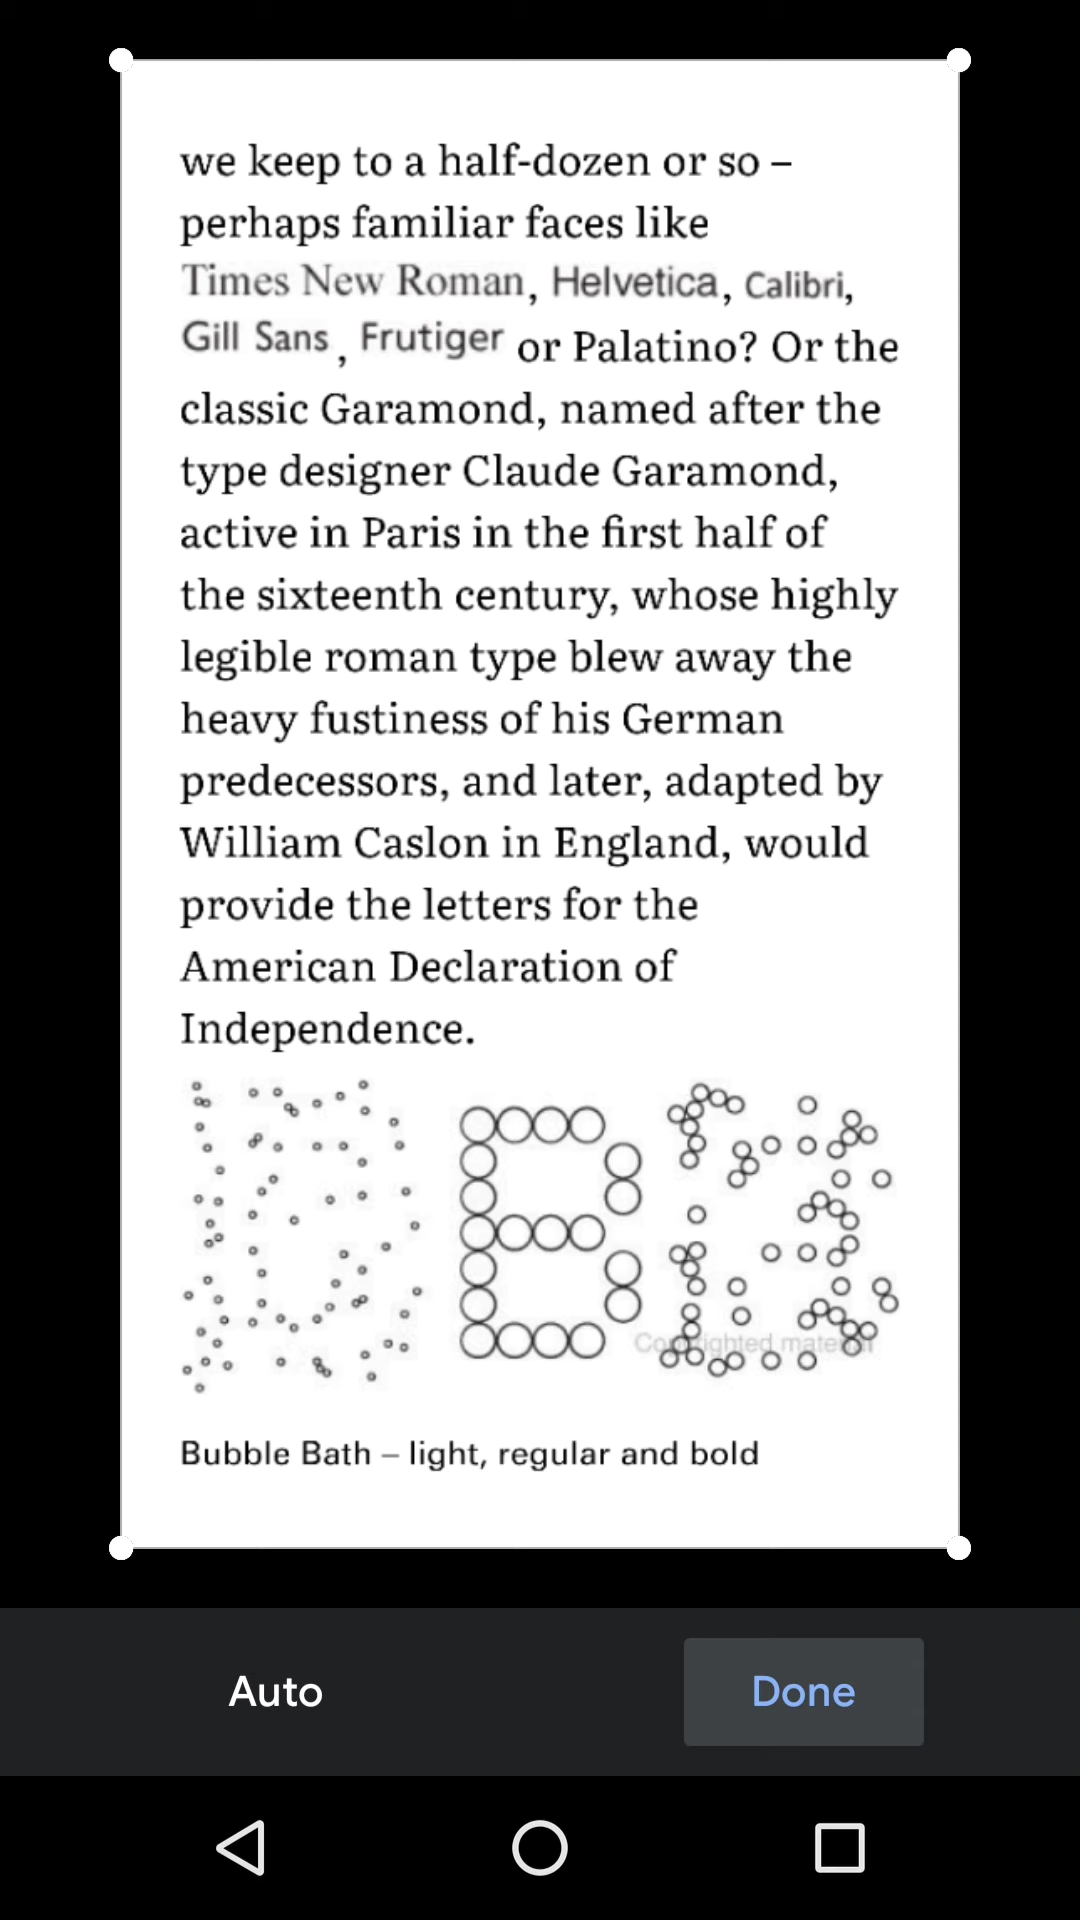 we keep to a half-dozen or so –
perhaps familiar faces like
Times New Roman, Helvetica, Calibri,
Gill Sans, Frutiger or Palatino? Or the
classic Garamond, named after the
type designer Claude Garamond,
active in Paris in the first half of
the sixteenth century, whose highly
legible roman type blew away the
heavy fustiness of his German
predecessors, and later, adapted by
William Caslon in England, would
provide the letters for the
American Declaration of
Independence.
B B B
Copyrighted material
Bubble Bath – light, regular and bold
Auto
Done